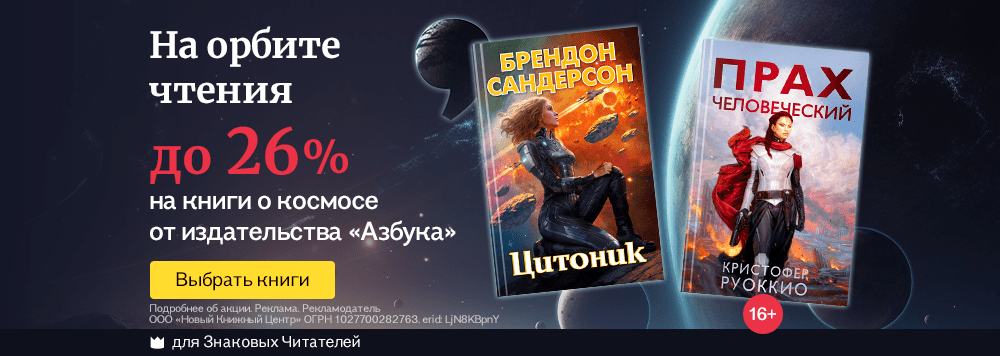 На орбите
чтения
до 26%
на книги о космосе
от издательства «Азбука»
Выбрать книги
Подробнее об акции. Реклама. Рекламодатель
ООО «Новый Книжный Центр» ОГРН 1027700282763. erid: LjN8KBpnY
для Знаковых Читателей
БРЕНДОН
САНДЕРСОН
Цитоник
ПРАХ
ЧЕЛОВЕЧЕСКИЙ
КРИСТОФЕР
РУОККИО
16+